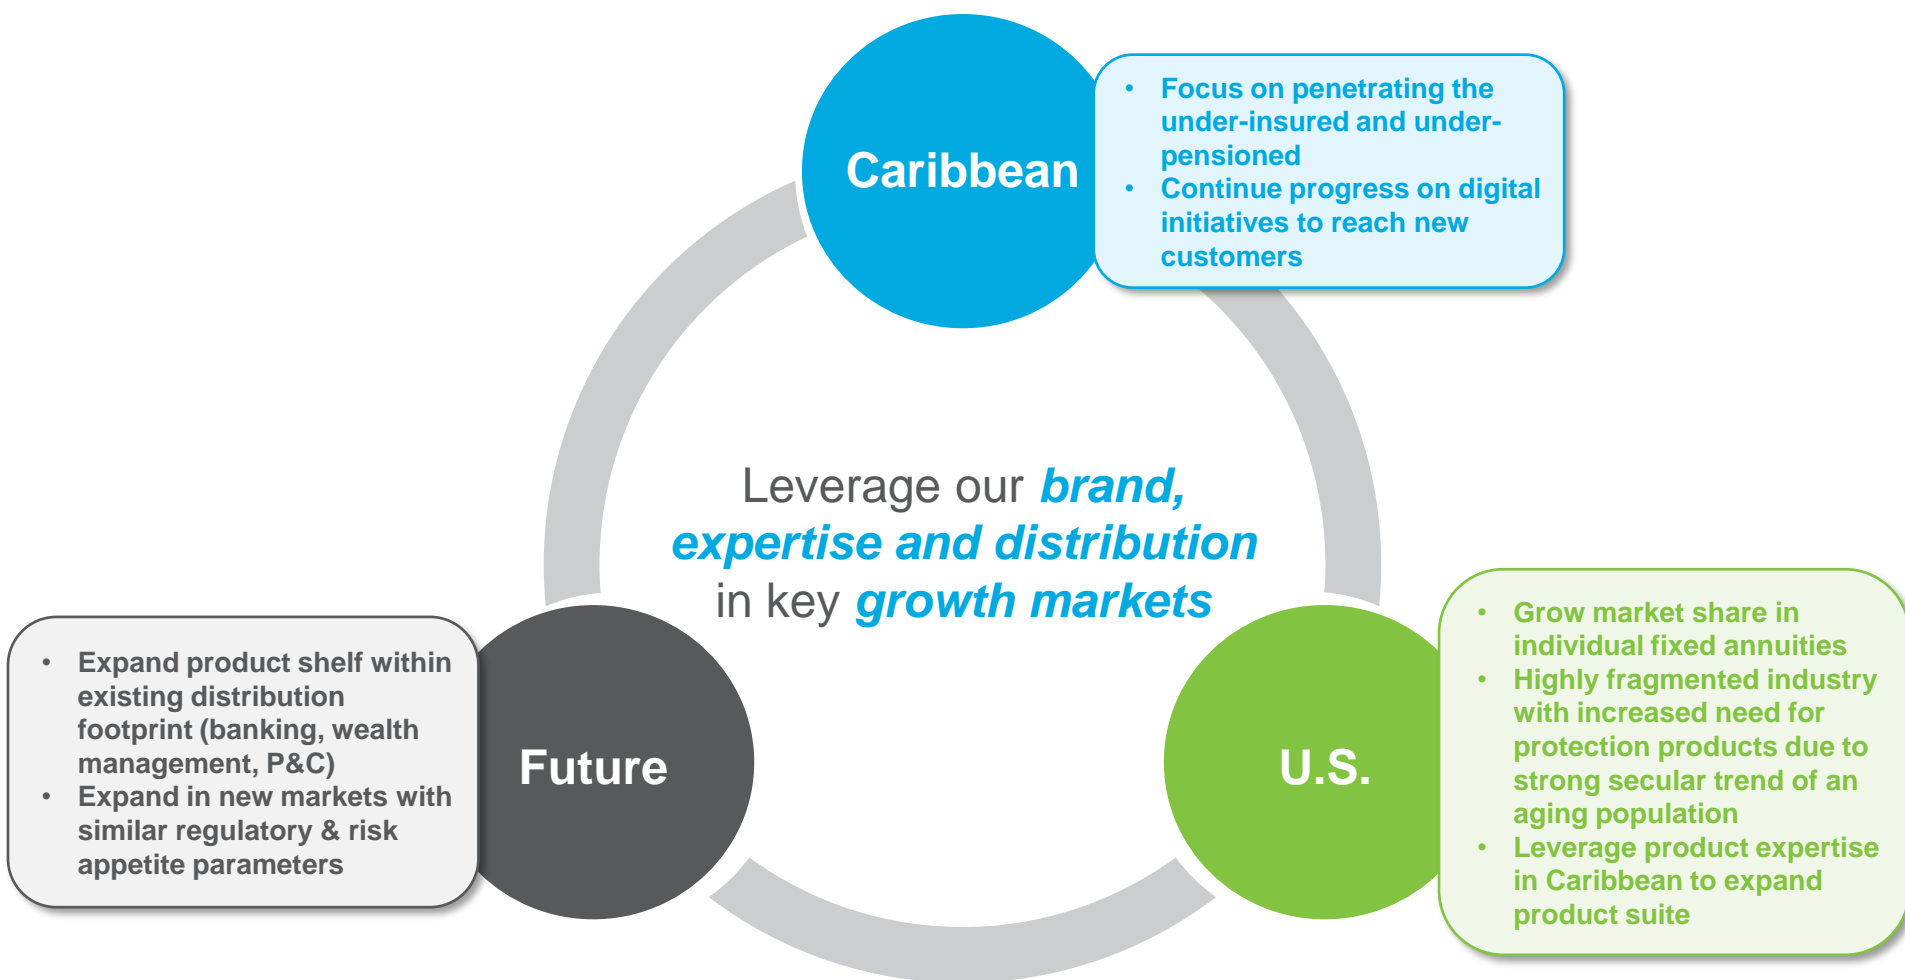 Caribbean
• Focus on penetrating the
under-insured and under-
pensioned
• Continue progress on digital
initiatives to reach new
customers
Leverage our brand,
expertise and distribution
in key growth markets
• Expand product shelf within
existing distribution
footprint (banking, wealth
management, P&C)
• Expand in new markets with
similar regulatory & risk
appetite parameters
Future
U.S.
• Grow market share in
individual fixed annuities
• Highly fragmented industry
with increased need for
protection products due to
strong secular trend of an
aging population
• Leverage product expertise
in Caribbean to expand
product suite